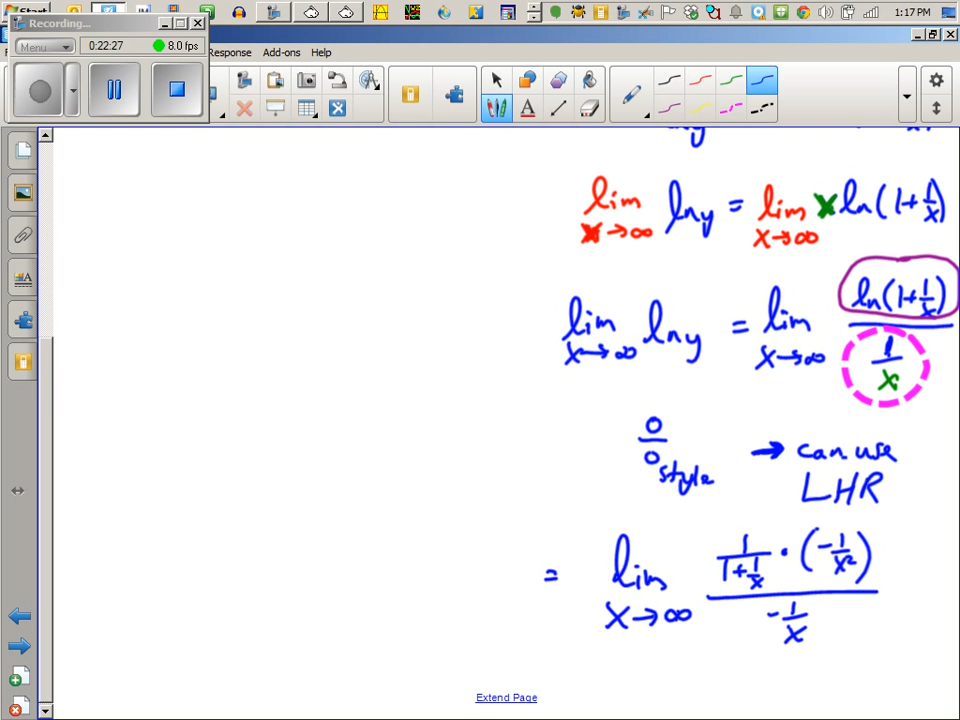 Start
1:17 PM
Recording...
Menu
0:22:27
8.0 fps
Response Add-ons Help
ln y
lim x→∞ ln y = lim x→∞ x ln(1+1/x)
lim x→∞ ln y = lim x→∞ ln(1+1/x) / (1/x)
0/0 style → can use
LHR
= lim x→∞ (1/(1+1/x) · (-1/x²)) / (-1/x)
Extend Page